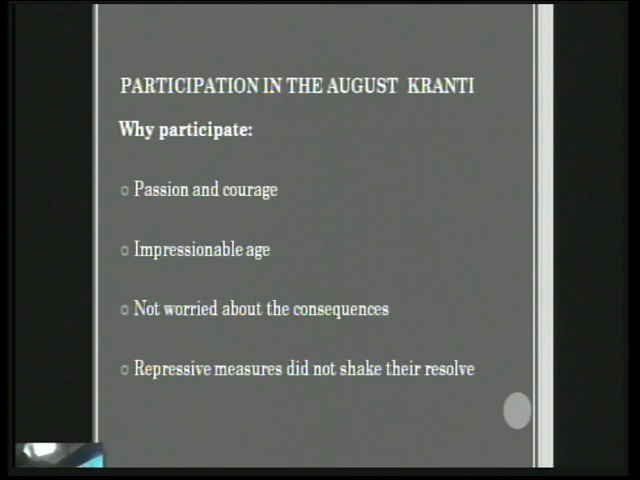 PARTICIPATION IN THE AUGUST KRANTI
Why participate:
Passion and courage
Impressionable age
Not worried about the consequences
Repressive measures did not shake their resolve